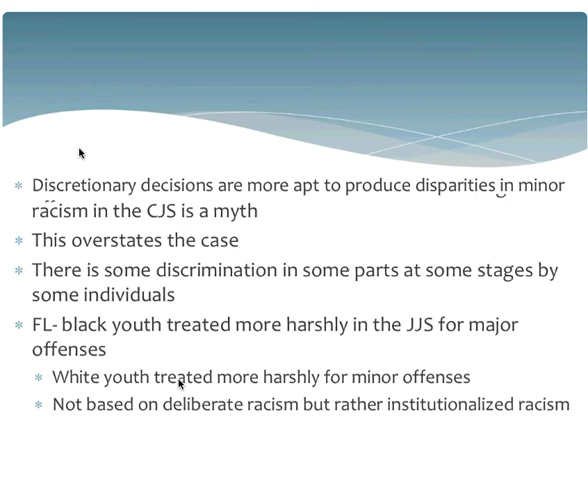 * Discretionary decisions are more apt to produce disparities in minor
racism in the CJS is a myth
* This overstates the case
* There is some discrimination in some parts at some stages by
some individuals
* FL- black youth treated more harshly in the JJS for major
offenses
* White youth treated more harshly for minor offenses
* Not based on deliberate racism but rather institutionalized racism